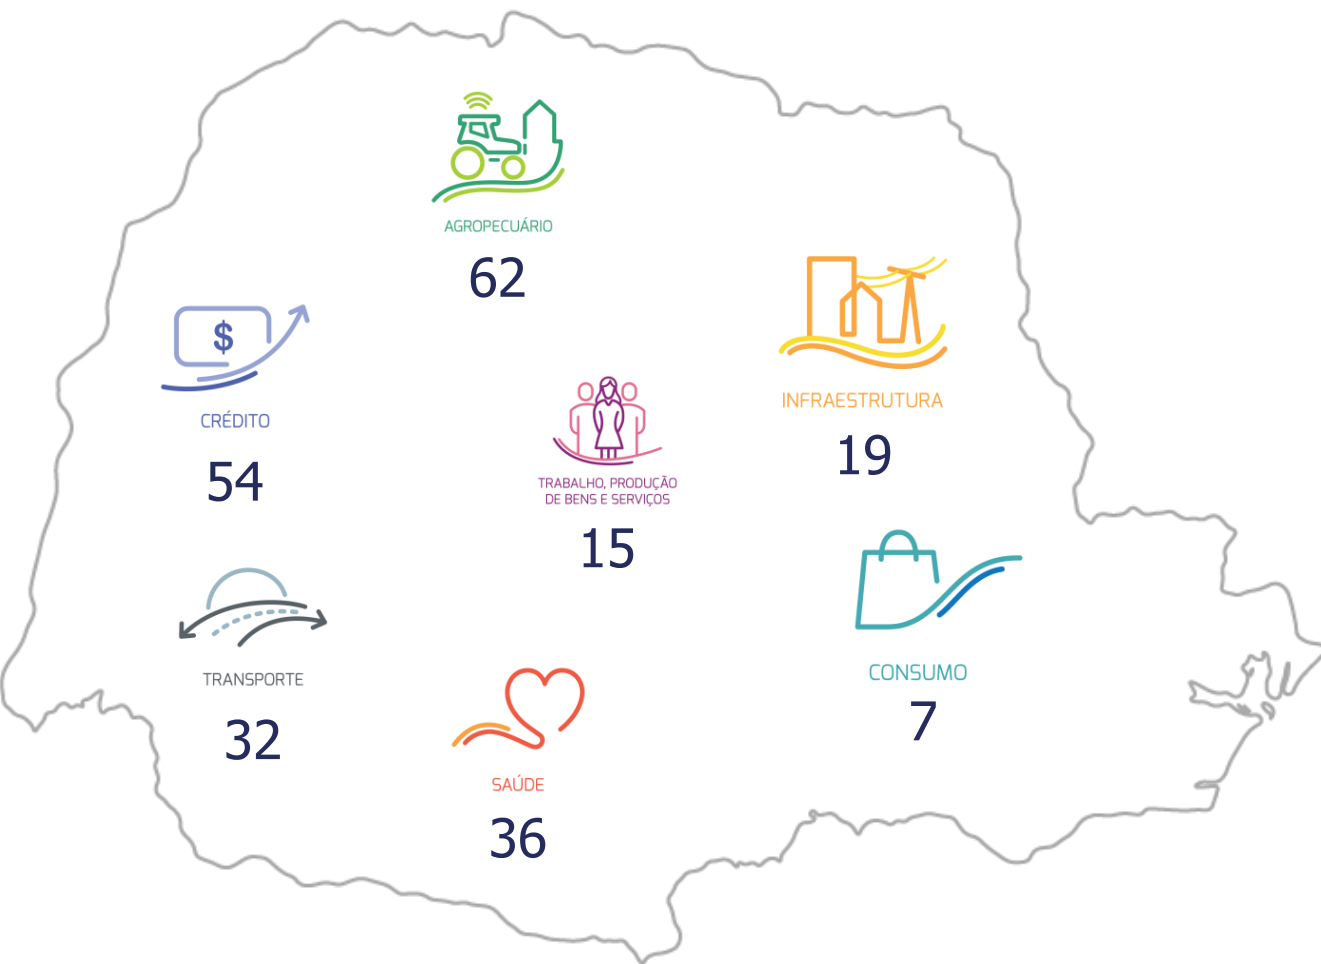 AGROPECUÁRIO
62
$
CRÉDITO
54
INFRAESTRUTURA
19
TRABALHO, PRODUÇÃO
DE BENS E SERVIÇOS
15
TRANSPORTE
32
CONSUMO
7
SAÚDE
36